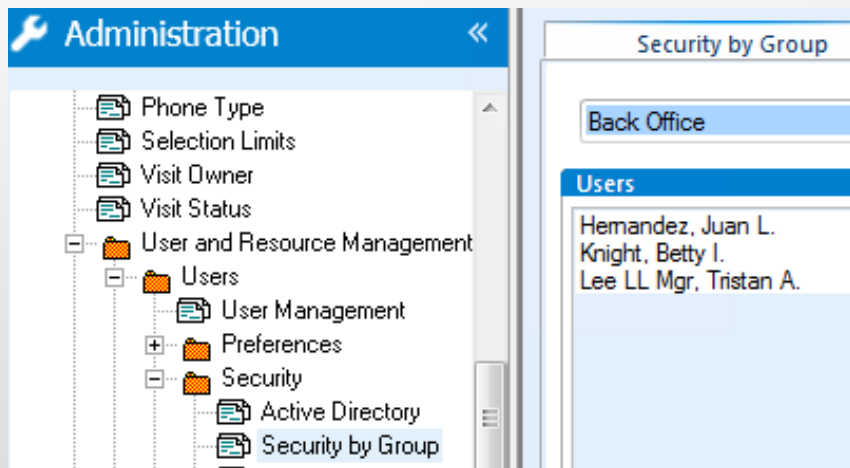 Administration
Phone Type
Selection Limits
Visit Owner
Visit Status
User and Resource Management
Users
User Management
Preferences
Security
Active Directory
Security by Group
Security by Group
Back Office
Users
Hernandez, Juan L.
Knight, Betty I.
Lee LL Mgr, Tristan A.